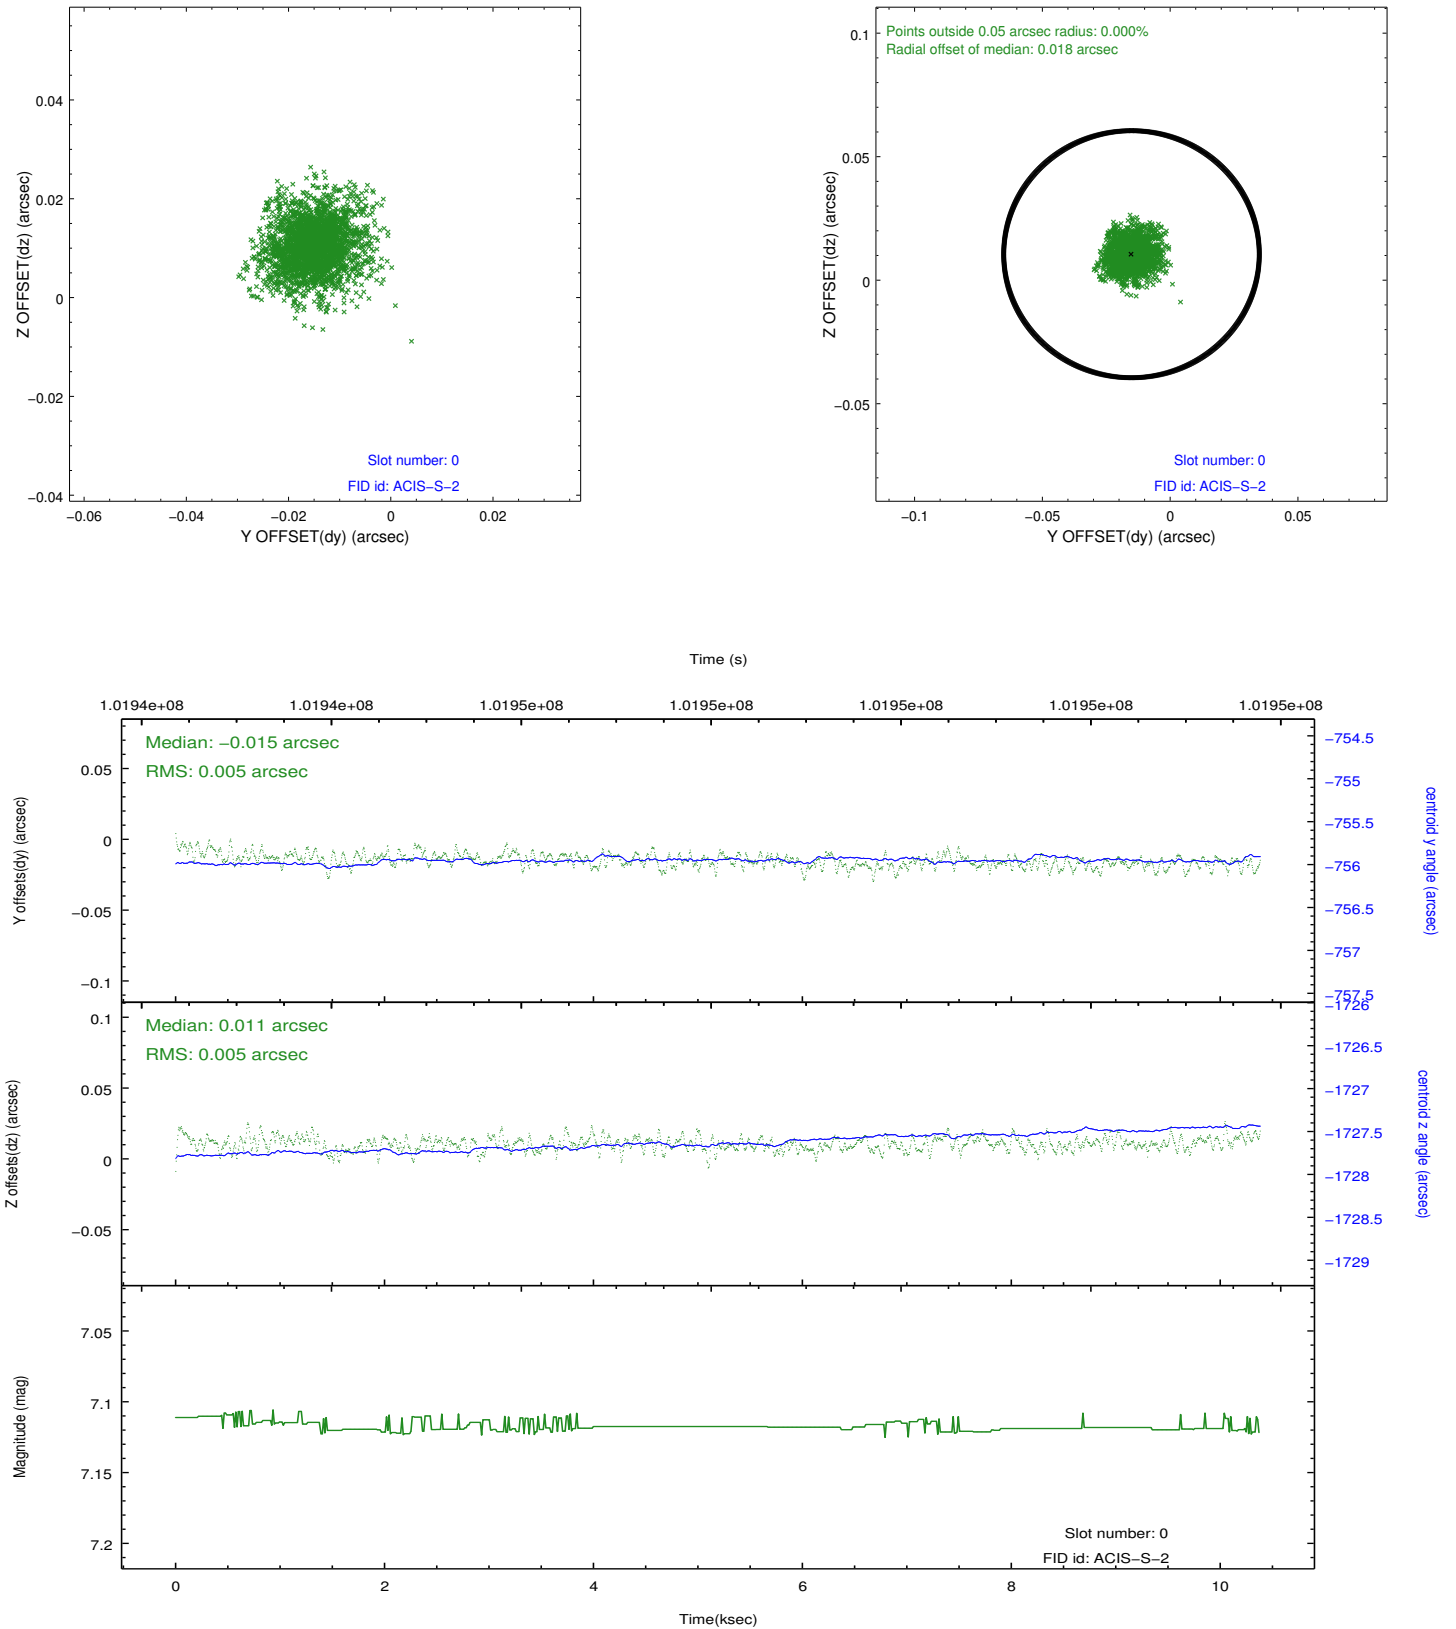 0.04
0.02
0
−0.02
−0.04
Z OFFSET(dz) (arcsec)
Slot number: 0
FID id: ACIS−S−2
−0.06
−0.04
−0.02
0
0.02
Y OFFSET(dy) (arcsec)
Points outside 0.05 arcsec radius: 0.000%
Radial offset of median: 0.018 arcsec
0.1
0.05
0
−0.05
Z OFFSET(dz) (arcsec)
Slot number: 0
FID id: ACIS−S−2
−0.1
−0.05
0
0.05
Y OFFSET(dy) (arcsec)
Time (s)
1.0194e+08
1.0194e+08
1.0195e+08
1.0195e+08
1.0195e+08
1.0195e+08
1.0195e+08
Median: −0.015 arcsec
RMS: 0.005 arcsec
0.05
0
−0.05
−0.1
Y offsets(dy) (arcsec)
−754.5
−755
−755.5
−756
−756.5
−757
−757.5
centroid y angle (arcsec)
Median: 0.011 arcsec
RMS: 0.005 arcsec
0.1
0.05
0
−0.05
Z offsets(dz) (arcsec)
−1726
−1726.5
−1727
−1727.5
−1728
−1728.5
−1729
centroid z angle (arcsec)
7.05
7.1
7.15
7.2
Magnitude (mag)
Slot number: 0
FID id: ACIS−S−2
0
2
4
6
8
10
Time(ksec)